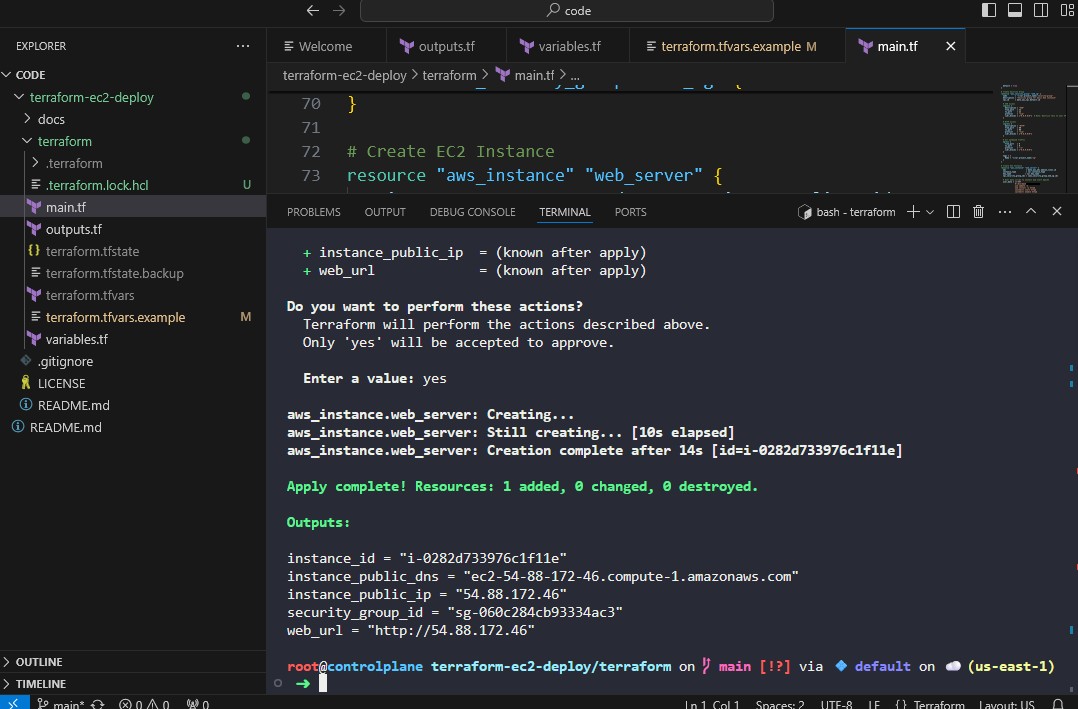 code
EXPLORER
Welcome
outputs.tf
variables.tf
terraform.tfvars.example M
main.tf
CODE
terraform-ec2-deploy > terraform > main.tf > ...
terraform-ec2-deploy
docs
terraform
.terraform
.terraform.lock.hcl U
main.tf
outputs.tf
terraform.tfstate
terraform.tfstate.backup
terraform.tfvars
terraform.tfvars.example M
variables.tf
.gitignore
LICENSE
README.md
README.md
OUTLINE
TIMELINE
70 }
71
72 # Create EC2 Instance
73 resource "aws_instance" "web_server" {
PROBLEMS OUTPUT DEBUG CONSOLE TERMINAL PORTS
bash - terraform
+ instance_public_ip = (known after apply)
+ web_url = (known after apply)
Do you want to perform these actions?
Terraform will perform the actions described above.
Only 'yes' will be accepted to approve.
Enter a value: yes
aws_instance.web_server: Creating...
aws_instance.web_server: Still creating... [10s elapsed]
aws_instance.web_server: Creation complete after 14s [id=i-0282d733976c1f11e]
Apply complete! Resources: 1 added, 0 changed, 0 destroyed.
Outputs:
instance_id = "i-0282d733976c1f11e"
instance_public_dns = "ec2-54-88-172-46.compute-1.amazonaws.com"
instance_public_ip = "54.88.172.46"
security_group_id = "sg-060c284cb93334ac3"
web_url = "http://54.88.172.46"
root@controlplane terraform-ec2-deploy/terraform on main [!?] via default on (us-east-1)
→
main* 0 0 0 Ln 1, Col 1 Spaces: 2 UTF-8 LF {} Terraform Layout: US